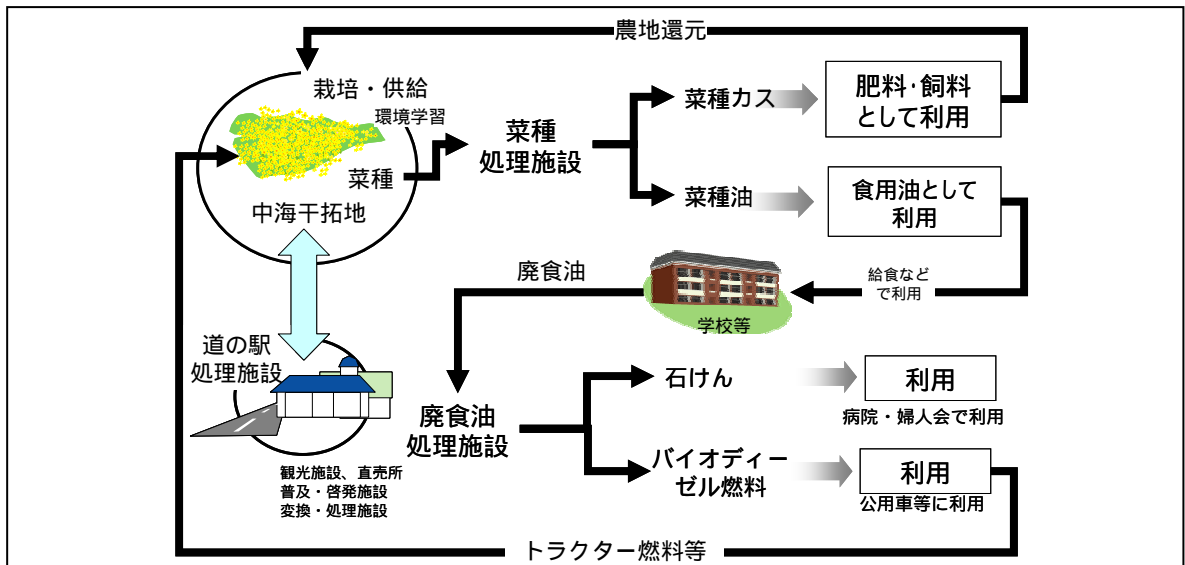 農地還元
栽培・供給
環境学習
菜種
中海干拓地
菜種
処理施設
菜種カス
肥料・飼料
として利用
菜種油
食用油として
利用
給食など
で利用
学校等
廃食油
道の駅
処理施設
観光施設、直売所
普及・啓発施設
変換・処理施設
廃食油
処理施設
石けん
利用
病院・婦人会で利用
バイオディー
ゼル燃料
利用
公用車等に利用
トラクター燃料等